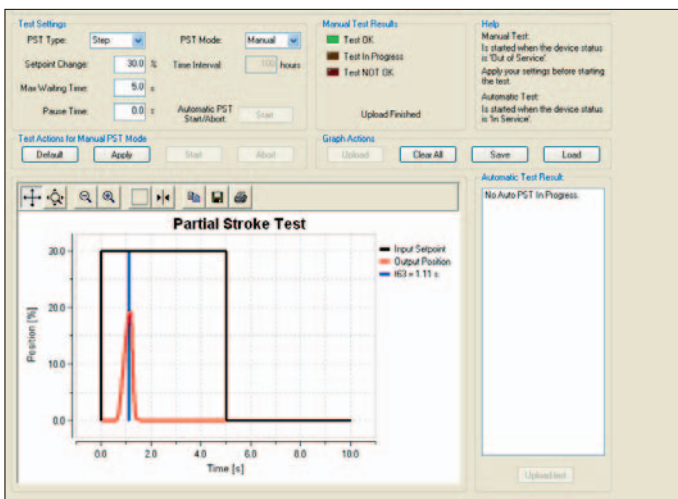 Test Settings
PST Type: Step
PST Mode: Manual
Setpoint Change: 30.0 %
Time Interval: 100 hours
Max Waiting Time: 5.0 s
Pause Time: 0.0 s
Automatic PST Start/Abort: Start
Manual Test Results
Test OK
Test In Progress
Test NOT OK
Upload Finished
Help
Manual Test:
Is started when the device status
is 'Out of Service'.
Apply your settings before starting
the test.
Automatic Test:
Is started when the device status
is 'In Service'.
Test Actions for Manual PST Mode
Default Apply Start Abort
Graph Actions
Upload Clear All Save Load
Automatic Test Result
No Auto PST In Progress.
Partial Stroke Test
Input Setpoint
Output Position
t63 = 1.11 s
Position [%]
30.0
20.0
10.0
0.0
0.0 2.0 4.0 6.0 8.0 10.0
Time [s]
Upload last